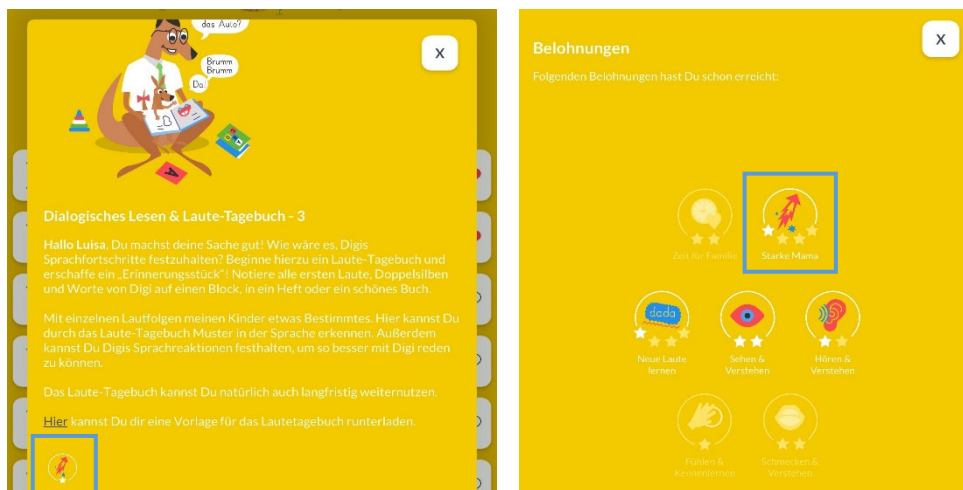 das Auto?
Brumm
Brumm
Da!
A
X
Dialogisches Lesen & Laute-Tagebuch - 3
Hallo Luisa, Du machst deine Sache gut! Wie wäre es, Digis
Sprachfortschritte festzuhalten? Beginne hierzu ein Laute-Tagebuch und
erschaffe ein „Erinnerungsstück"! Notiere alle ersten Laute, Doppelsilben
und Worte von Digi auf einen Block, in ein Heft oder ein schönes Buch.
Mit einzelnen Lautfolgen meinen Kinder etwas Bestimmtes. Hier kannst Du
durch das Laute-Tagebuch Muster in der Sprache erkennen. Außerdem
kannst Du Digis Sprachreaktionen festhalten, um so besser mit Digi reden
zu können.
Das Laute-Tagebuch kannst Du natürlich auch langfristig weiternutzen.
Hier kannst Du dir eine Vorlage für das Lautetagebuch runterladen.
Belohnungen
X
Folgenden Belohnungen hast Du schon erreicht:
Zeit für Familie
Starke Mama
dada
Neue Laute
lernen
Sehen &
Verstehen
Hören &
Verstehen
Fühlen &
Kennenlernen
Schmecken &
Verstehen